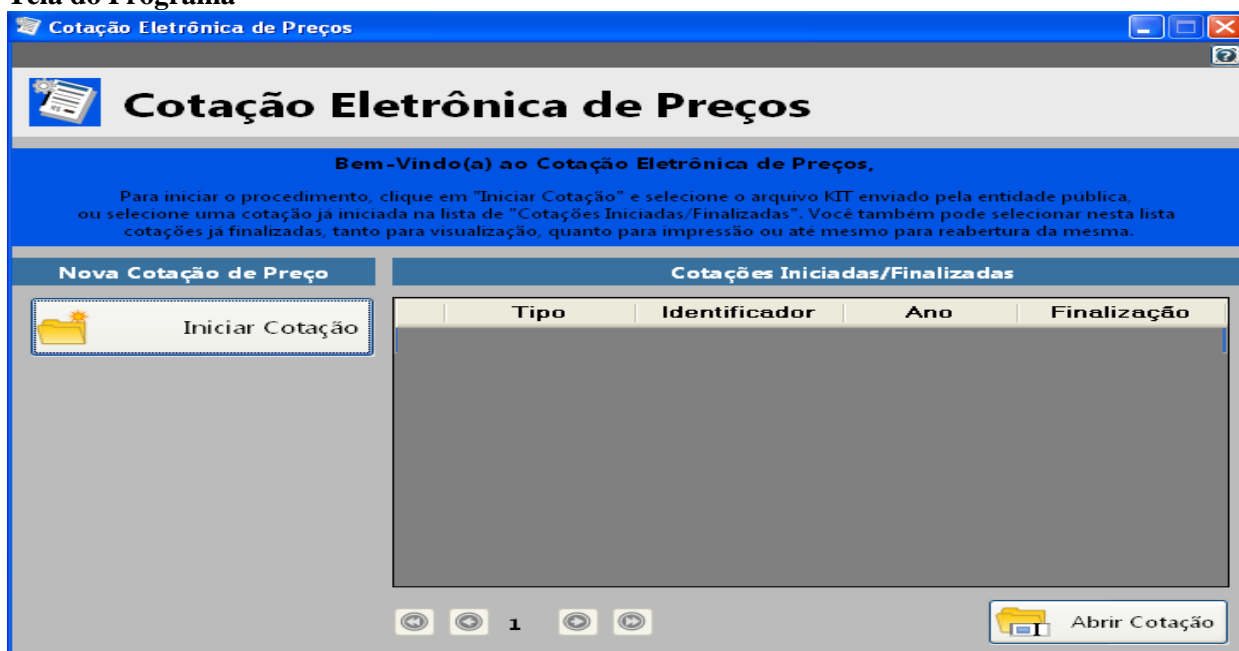 Tela do Programa
Cotação Eletrônica de Preços
Cotação Eletrônica de Preços
Bem-Vindo(a) ao Cotação Eletrônica de Preços,
Para iniciar o procedimento, clique em "Iniciar Cotação" e selecione o arquivo KIT enviado pela entidade pública,
ou selecione uma cotação já iniciada na lista de "Cotações Iniciadas/Finalizadas". Você também pode selecionar nesta lista
cotações já finalizadas, tanto para visualização, quanto para impressão ou até mesmo para reabertura da mesma.
Nova Cotação de Preço
Cotações Iniciadas/Finalizadas
Iniciar Cotação
Tipo Identificador Ano Finalização
1
Abrir Cotação